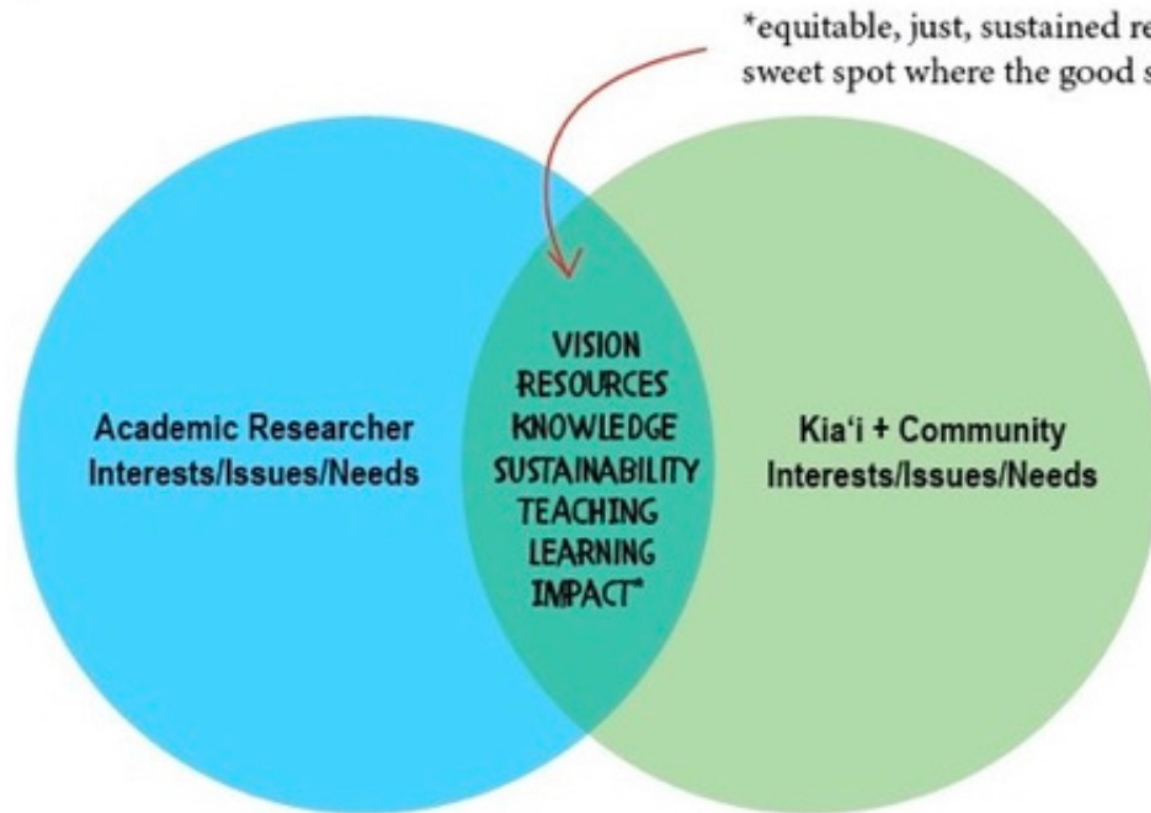 *equitable, just, sustained re
sweet spot where the good s
Academic Researcher
Interests/Issues/Needs
VISION
RESOURCES
KNOWLEDGE
SUSTAINABILITY
TEACHING
LEARNING
IMPACT*
Kiaʻi + Community
Interests/Issues/Needs